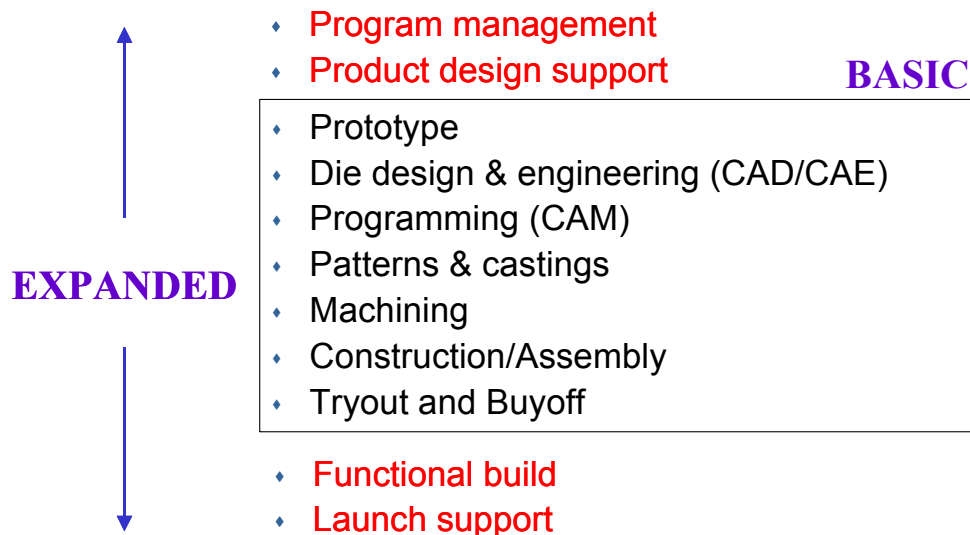 Program management
Product design support
BASIC
Prototype
Die design & engineering (CAD/CAE)
Programming (CAM)
Patterns & castings
EXPANDED
Machining
Construction/Assembly
Tryout and Buyoff
Functional build
Launch support